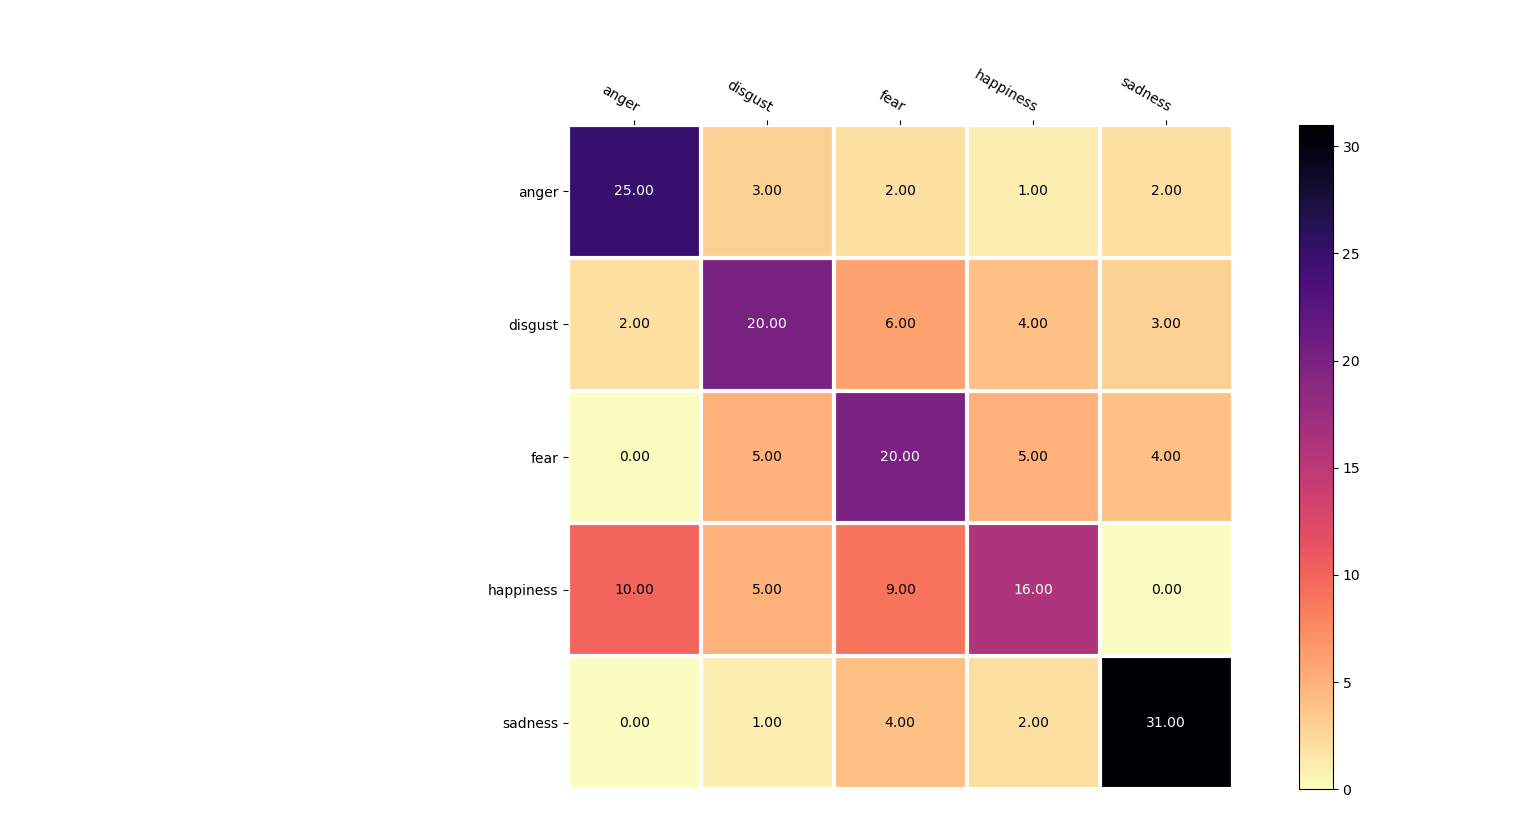 anger disgust fear happiness sadness
anger 25.00 3.00 2.00 1.00 2.00
disgust 2.00 20.00 6.00 4.00 3.00
fear 0.00 5.00 20.00 5.00 4.00
happiness 10.00 5.00 9.00 16.00 0.00
sadness 0.00 1.00 4.00 2.00 31.00
30
25
20
15
10
5
0